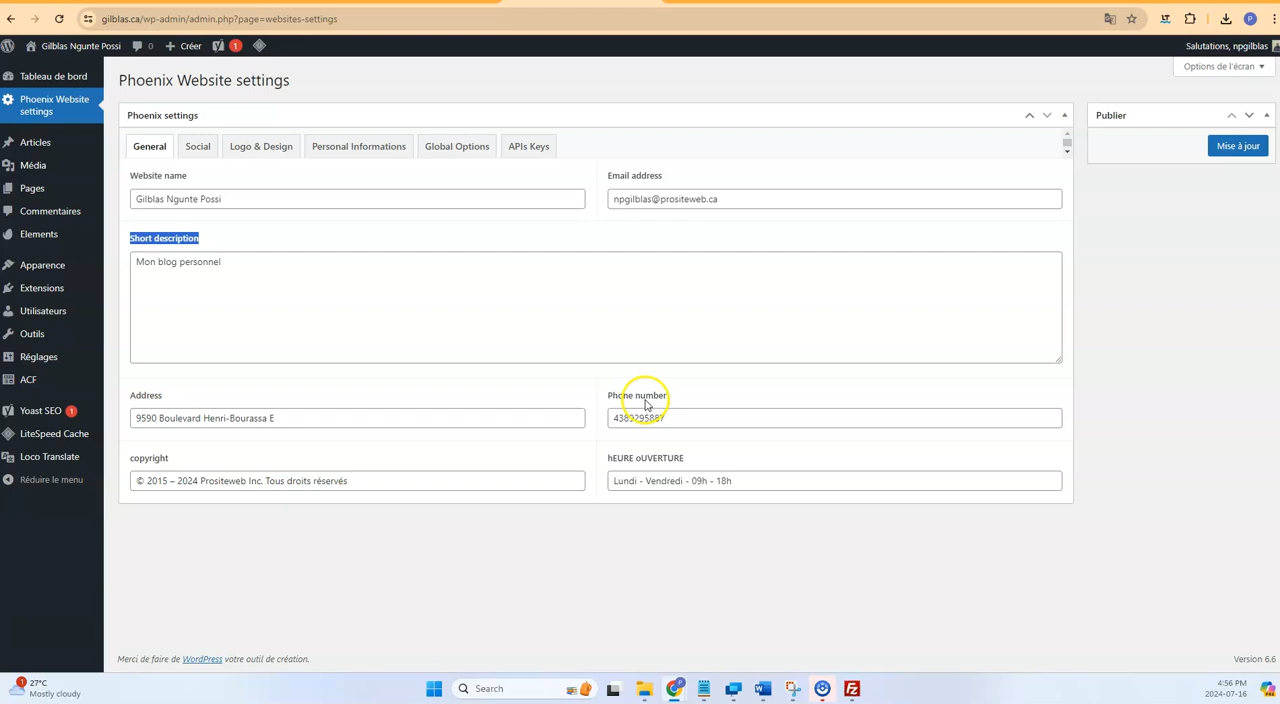 gilblas.ca/wp-admin/admin.php?page=websites-settings
Gilblas Ngunte Possi
0
Créer
1
Salutations, npgilblas
Options de l'écran
Tableau de bord
Phoenix Website settings
Articles
Média
Pages
Commentaires
Elements
Apparence
Extensions
Utilisateurs
Outils
Réglages
ACF
Yoast SEO 1
LiteSpeed Cache
Loco Translate
Réduire le menu
Phoenix Website settings
Phoenix settings
General
Social
Logo & Design
Personal Informations
Global Options
APIs Keys
Website name
Email address
Gilblas Ngunte Possi
npgilblas@prositeweb.ca
Short description
Mon blog personnel
Address
Phone number
9590 Boulevard Henri-Bourassa E
4389295887
copyright
hEURE oUVERTURE
© 2015 – 2024 Prositeweb Inc. Tous droits réservés
Lundi - Vendredi - 09h - 18h
Publier
Mise à jour
Merci de faire de WordPress votre outil de création.
Version 6.6
1
27°C
Mostly cloudy
Search
4:56 PM
2024-07-16